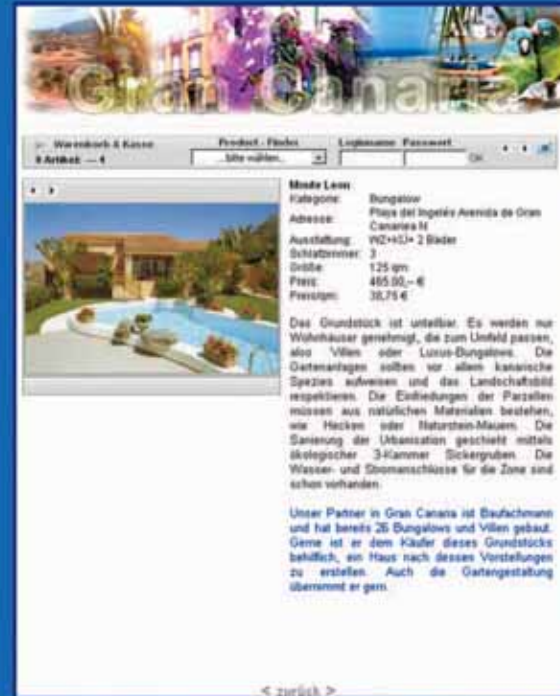 Gran Canaria
Warenkorb & Kasse
0 Artikel: --- €
Product - Finder
...bitte wählen...
Loginname Passwort
OK
Monte Leon
Kategorie: Bungalow
Adresse: Playa del Ingelés Avenida de Gran
Canariea N
Ausstattung: WZ+KÜ+ 2 Bäder
Schlafzimmer: 3
Größe: 125 qm
Preis: 465.00,-- €
Preis/qm: 38,75 €
Das Grundstück ist unteilbar. Es werden nur
Wohnhäuser genehmigt, die zum Umfeld passen,
also Villen oder Luxus-Bungalows. Die
Gartenanlagen sollten vor allem kanarische
Spezies aufweisen und das Landschaftsbild
respektieren. Die Einfriedungen der Parzellen
müssen aus natürlichen Materialien bestehen,
wie Hecken oder Naturstein-Mauern. Die
Sanierung der Urbanisation geschieht mittels
ökologischer 3-Kammer Sickergruben. Die
Wasser- und Stromanschlüsse für die Zone sind
schon vorhanden.
Unser Partner in Gran Canaria ist Baufachmann
und hat bereits 26 Bungalows und Villen gebaut.
Gerne ist er dem Käufer dieses Grundstücks
behilflich, ein Haus nach dessen Vorstellungen
zu erstellen. Auch die Gartengestaltung
übernimmt er gern.
< zurück >